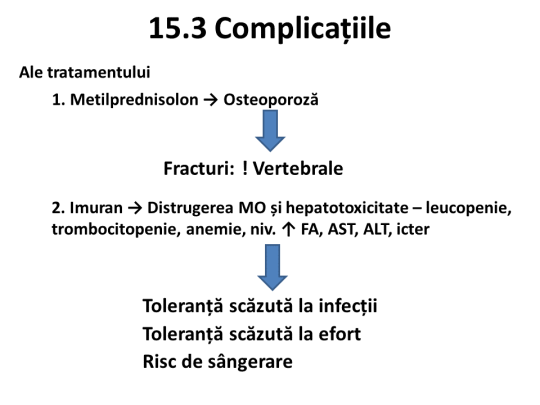 15.3 Complicațiile
Ale tratamentului
1. Metilprednisolon → Osteoporoză
Fracturi: ! Vertebrale
2. Imuran → Distrugerea MO și hepatotoxicitate – leucopenie,
trombocitopenie, anemie, niv. ↑ FA, AST, ALT, icter
Toleranță scăzută la infecții
Toleranță scăzută la efort
Risc de sângerare